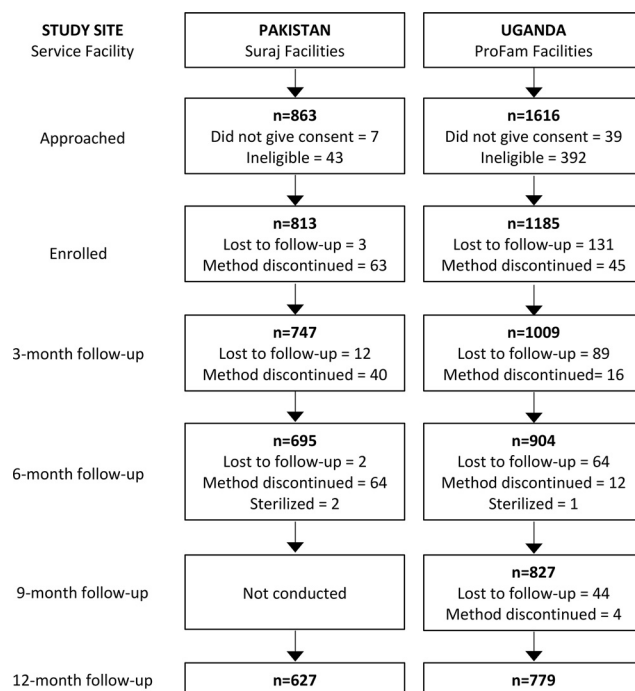 STUDY SITE
Service Facility
PAKISTAN
Suraj Facilities
UGANDA
ProFam Facilities
Approached
n=863
Did not give consent = 7
Ineligible = 43
n=1616
Did not give consent = 39
Ineligible = 392
Enrolled
n=813
Lost to follow-up = 3
Method discontinued = 63
n=1185
Lost to follow-up = 131
Method discontinued = 45
3-month follow-up
n=747
Lost to follow-up = 12
Method discontinued = 40
n=1009
Lost to follow-up = 89
Method discontinued= 16
6-month follow-up
n=695
Lost to follow-up = 2
Method discontinued = 64
Sterilized = 2
n=904
Lost to follow-up = 64
Method discontinued = 12
Sterilized = 1
9-month follow-up
Not conducted
n=827
Lost to follow-up = 44
Method discontinued = 4
12-month follow-up
n=627
n=779